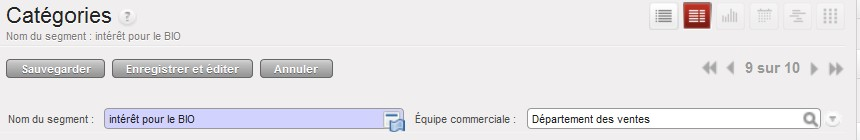 Catégories ?
Nom du segment : intérêt pour le BIO
Sauvegarder Enregistrer et éditer Annuler 9 sur 10
Nom du segment : intérêt pour le BIO Équipe commerciale : Département des ventes